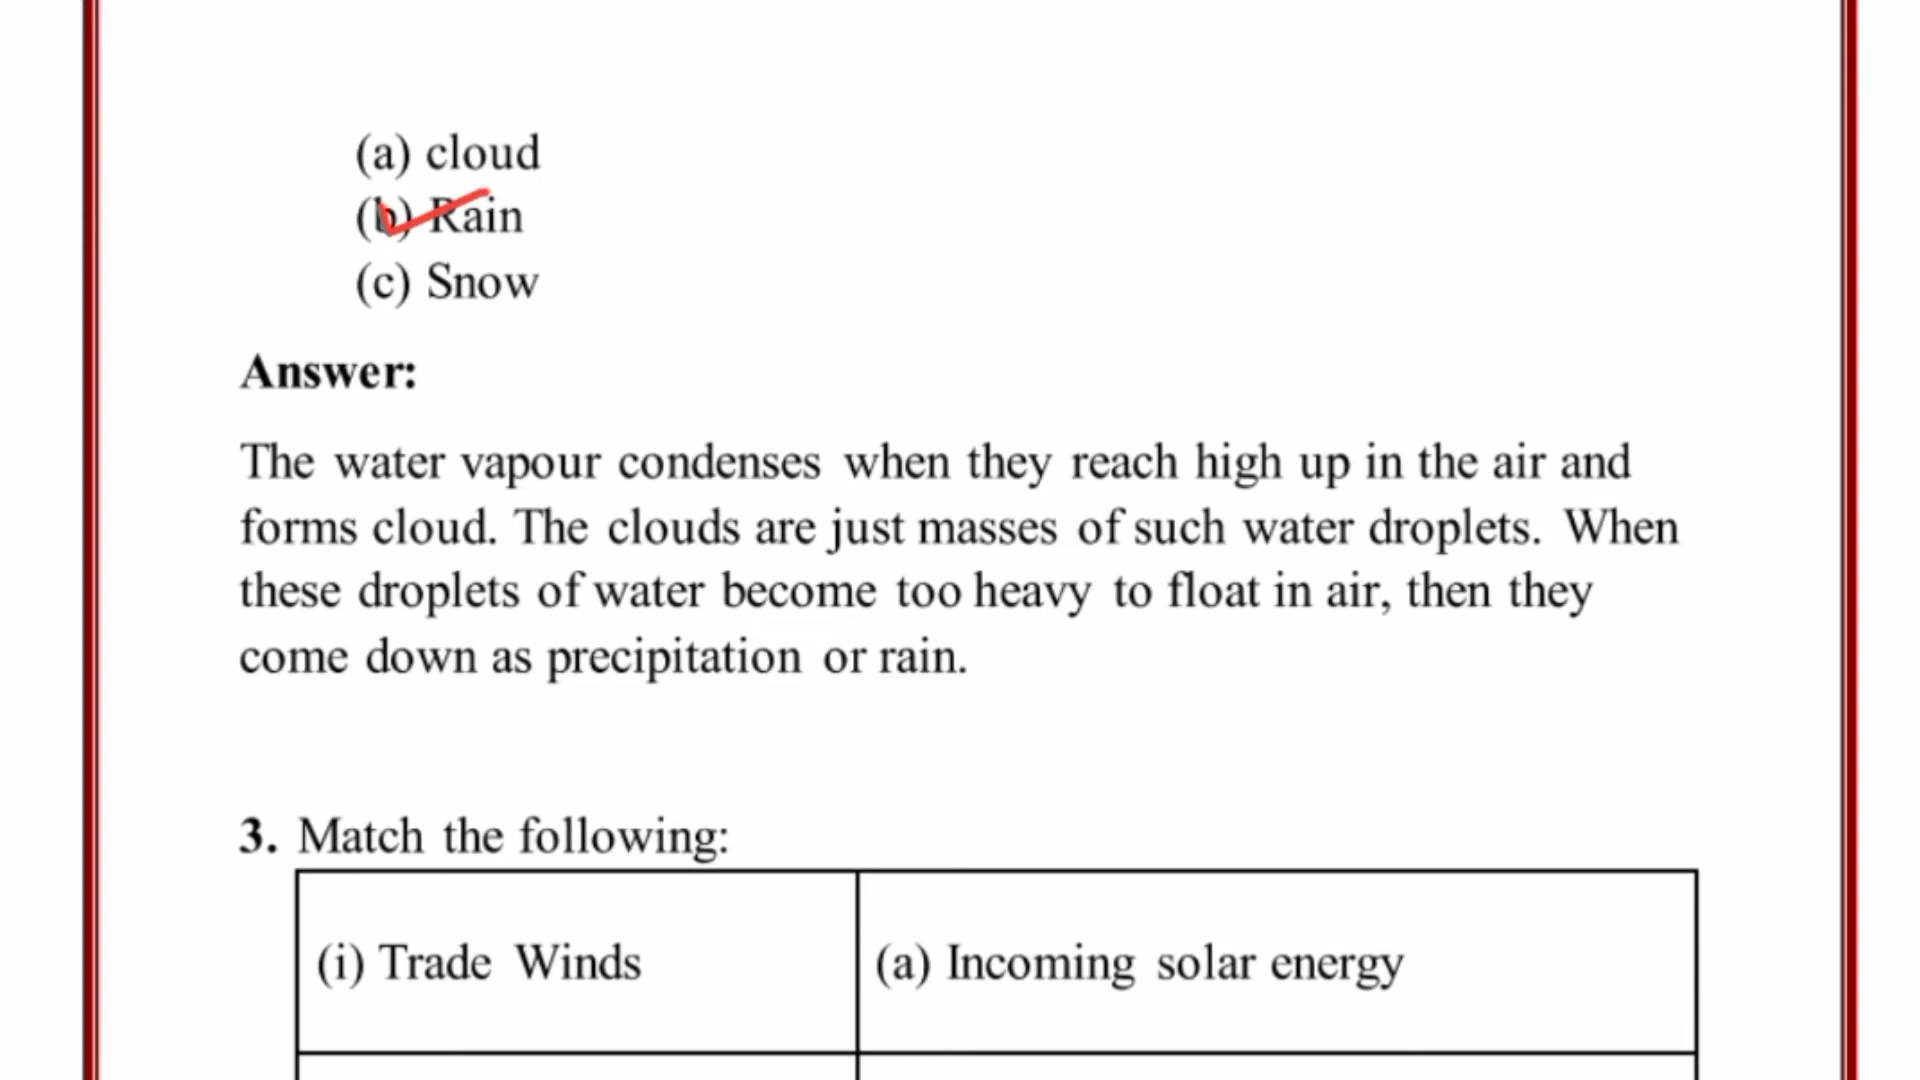 (a) cloud
(b) Rain
(c) Snow
Answer:
The water vapour condenses when they reach high up in the air and
forms cloud. The clouds are just masses of such water droplets. When
these droplets of water become too heavy to float in air, then they
come down as precipitation or rain.
3. Match the following:
(i) Trade Winds
(a) Incoming solar energy